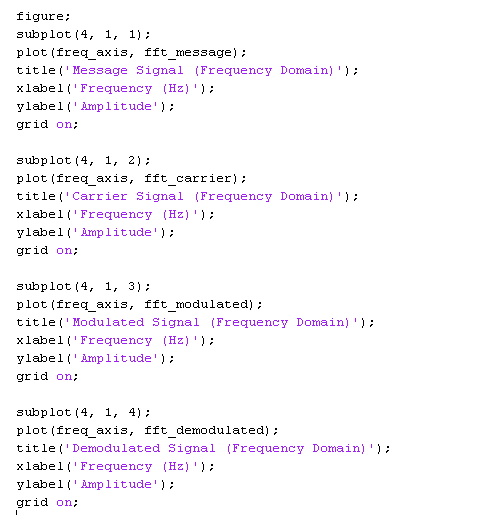 figure;
subplot(4, 1, 1);
plot(freq_axis, fft_message);
title('Message Signal (Frequency Domain)');
xlabel('Frequency (Hz)');
ylabel('Amplitude');
grid on;
subplot(4, 1, 2);
plot(freq_axis, fft_carrier);
title('Carrier Signal (Frequency Domain)');
xlabel('Frequency (Hz)');
ylabel('Amplitude');
grid on;
subplot(4, 1, 3);
plot(freq_axis, fft_modulated);
title('Modulated Signal (Frequency Domain)');
xlabel('Frequency (Hz)');
ylabel('Amplitude');
grid on;
subplot(4, 1, 4);
plot(freq_axis, fft_demodulated);
title('Demodulated Signal (Frequency Domain)');
xlabel('Frequency (Hz)');
ylabel('Amplitude');
grid on;